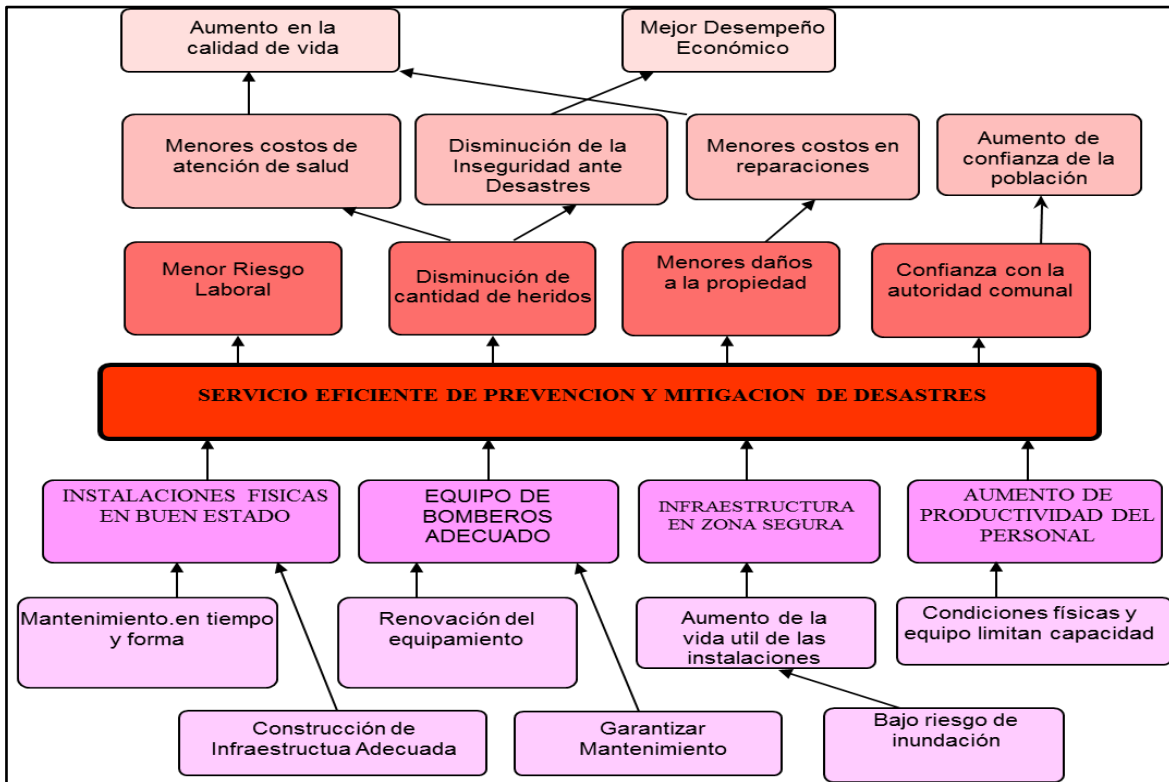 Aumento en la
calidad de vida
Mejor Desempeño
Económico
Menores costos de
atención de salud
Disminución de la
Inseguridad ante
Desastres
Menores costos en
reparaciones
Aumento de
confianza de la
población
Menor Riesgo
Laboral
Disminución de
cantidad de heridos
Menores daños
a la propiedad
Confianza con la
autoridad comunal
SERVICIO EFICIENTE DE PREVENCION Y MITIGACION DE DESASTRES
INSTALACIONES FISICAS
EN BUEN ESTADO
EQUIPO DE
BOMBEROS
ADECUADO
INFRAESTRUCTURA
EN ZONA SEGURA
AUMENTO DE
PRODUCTIVIDAD DEL
PERSONAL
Mantenimiento.en tiempo
y forma
Renovación del
equipamiento
Aumento de la
vida util de las
instalaciones
Condiciones físicas y
equipo limitan capacidad
Construcción de
Infraestructua Adecuada
Garantizar
Mantenimiento
Bajo riesgo de
inundación